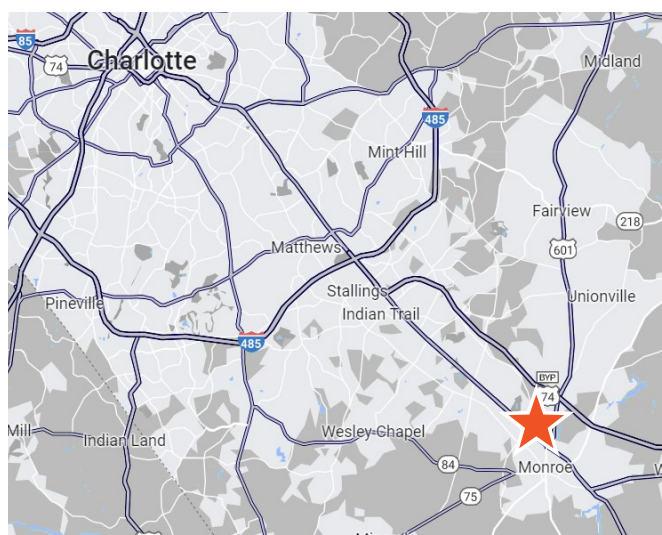 85
74
Charlotte
Midland
485
Mint Hill
Fairview
218
601
Matthews
Stallings
Indian Trail
Unionville
Pineville
485
BYP
74
Mill
Indian Land
Wesley Chapel
84
Monroe
75
W